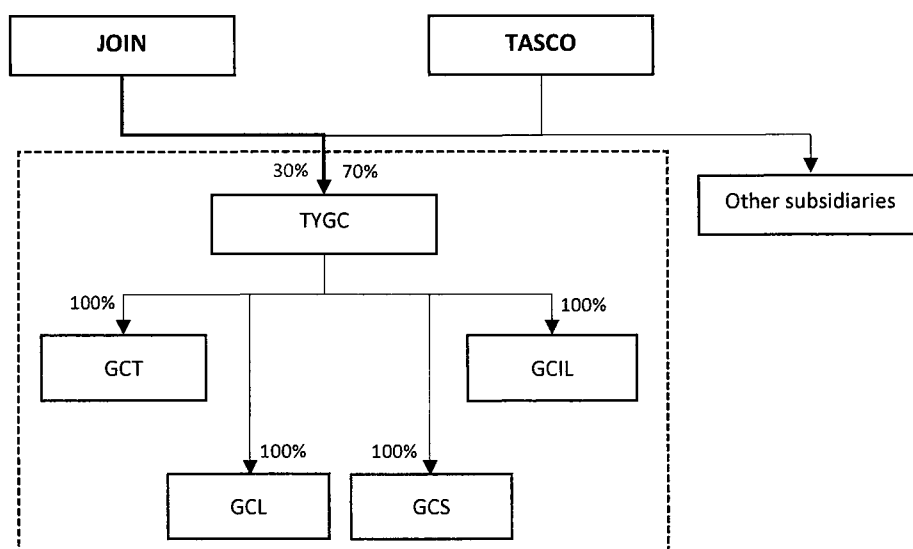 JOIN
TASCO
30%
70%
TYGC
Other subsidiaries
100%
100%
GCT
GCIL
100%
100%
GCL
GCS